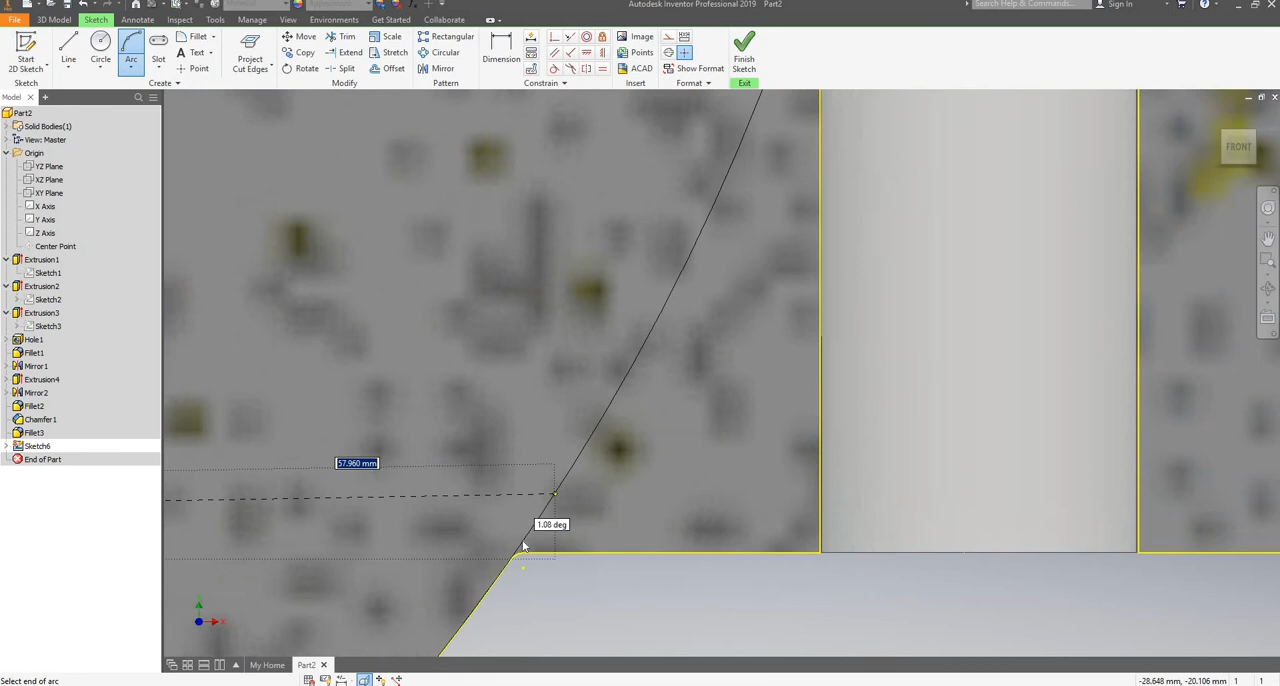 Autodesk Inventor Professional 2019 Part2
Search Help & Commands...
Sign In
File 3D Model Sketch Annotate Inspect Tools Manage View Environments Get Started Collaborate
Start
2D Sketch
Line
Circle
Arc
Slot
Fillet
Text
Point
Project
Cut Edges
Move
Copy
Rotate
Trim
Extend
Split
Scale
Stretch
Offset
Rectangular
Circular
Mirror
Dimension
Image
Points
ACAD
Show Format
Finish
Sketch
Sketch Create Modify Pattern Constrain Insert Format Exit
Model
Part2
Solid Bodies(1)
View: Master
Origin
YZ Plane
XZ Plane
XY Plane
X Axis
Y Axis
Z Axis
Center Point
Extrusion1
Sketch1
Extrusion2
Sketch2
Extrusion3
Sketch3
Hole1
Fillet1
Mirror1
Extrusion4
Mirror2
Fillet2
Chamfer1
Fillet3
Sketch6
End of Part
FRONT
57.960 mm
1.08 deg
My Home
Part2
Select end of arc
-28.648 mm, -20.106 mm 1 1